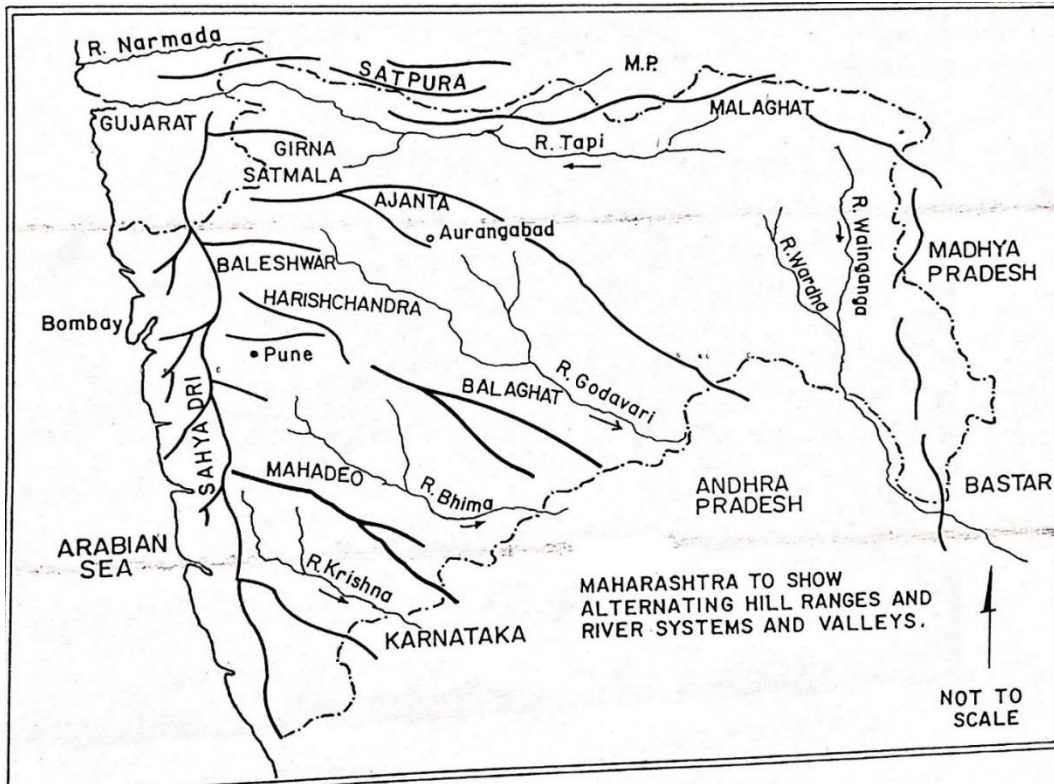 R. Narmada
SATPURA
M.P.
MALAGHAT
GUJARAT
GIRNA
R. Tapi
SATMALA
AJANTA
Aurangabad
R. Wainganga
R. Wardha
MADHYA
PRADESH
BALESHWAR
HARISHCHANDRA
Bombay
Pune
BALAGHAT
R. Godavari
SAHYADRI
MAHADEO
R. Bhima
ANDHRA
PRADESH
BASTAR
ARABIAN
SEA
R. Krishna
KARNATAKA
MAHARASHTRA TO SHOW
ALTERNATING HILL RANGES AND
RIVER SYSTEMS AND VALLEYS.
NOT TO
SCALE